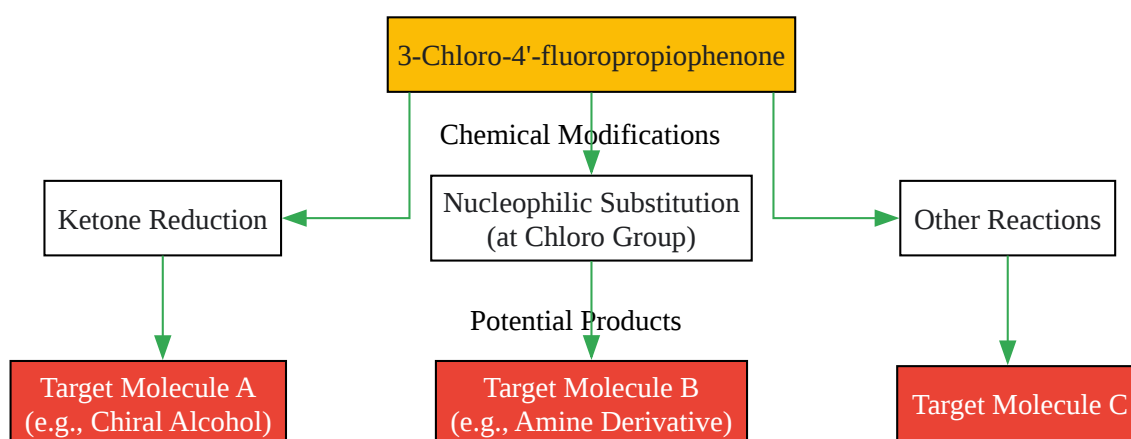 3-Chloro-4'-fluoropropiophenone
Chemical Modifications
Ketone Reduction
Nucleophilic Substitution
(at Chloro Group)
Other Reactions
Potential Products
Target Molecule A
(e.g., Chiral Alcohol)
Target Molecule B
(e.g., Amine Derivative)
Target Molecule C